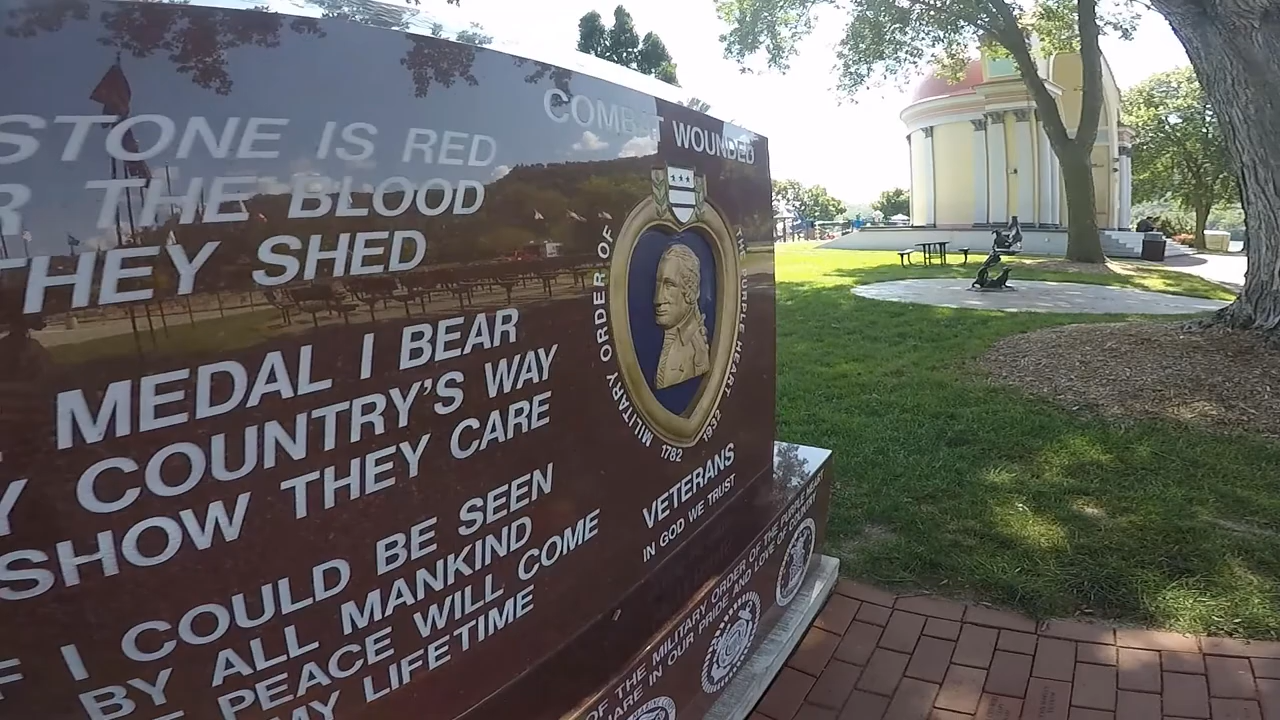 STONE IS RED
THE BLOOD
THEY SHED
MEDAL I BEAR
COUNTRY'S WAY
SHOW THEY CARE
I COULD BE SEEN
BY ALL MANKIND
PEACE WILL COME
MY LIFETIME
COMBAT WOUNDED
MILITARY ORDER OF
THE PURPLE HEART
1782
1932
VETERANS
IN GOD WE TRUST
OF THE MILITARY ORDER OF THE PURPLE HEART
IN OUR PRIDE AND LOVE OF COUNTRY